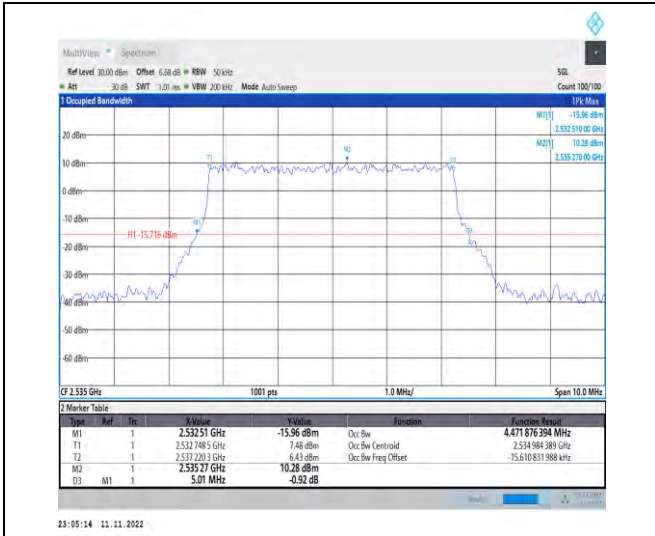 MultiView Spectrum
Ref Level 30.00 dBm Offset 6.68 dB RBW 50 kHz SGL
Att 30 dB SWT 1.01 ms VBW 200 kHz Mode Auto Sweep Count 100/100
1 Occupied Bandwidth 1Pk Max
M1[1] -15.96 dBm
2.532 510 00 GHz
M2[1] 10.28 dBm
2.535 270 00 GHz
20 dBm
M2
T1
T2
10 dBm
0 dBm
-10 dBm
M1
H1 -15.716 dBm
-20 dBm
-30 dBm
-40 dBm
-50 dBm
-60 dBm
CF 2.535 GHz 1001 pts 1.0 MHz/ Span 10.0 MHz
2 Marker Table
Type Ref Trc X-Value Y-Value Function Function Result
M1 1 2.53251 GHz -15.96 dBm Occ Bw 4.471 876 394 MHz
T1 1 2.532 748 5 GHz 7.48 dBm Occ Bw Centroid 2.534 984 389 GHz
T2 1 2.537 220 3 GHz 6.43 dBm Occ Bw Freq Offset -15.610 831 988 kHz
M2 1 2.535 27 GHz 10.28 dBm
D3 M1 1 5.01 MHz -0.92 dB
23:05:14 11.11.2022